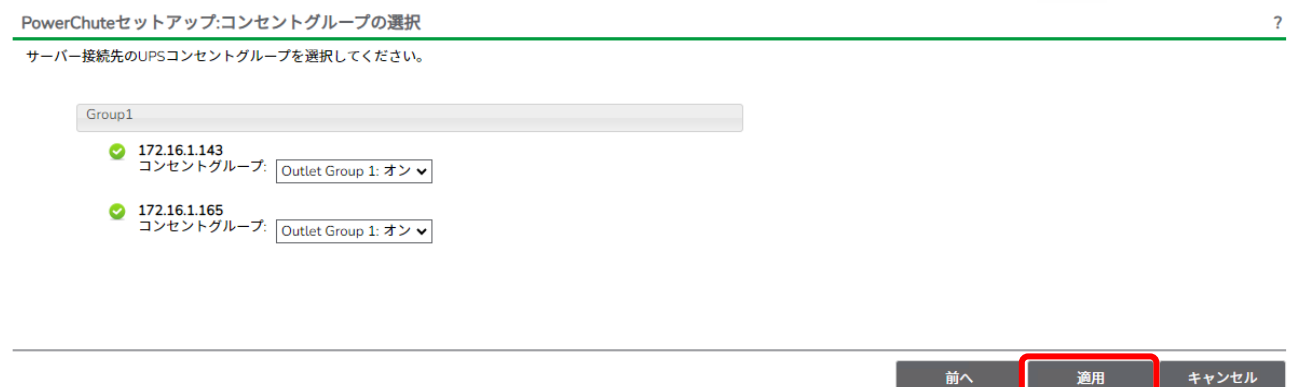 PowerChuteセットアップ:コンセントグループの選択 ?
サーバー接続先のUPSコンセントグループを選択してください。
Group1
172.16.1.143
コンセントグループ: Outlet Group 1: オン
172.16.1.165
コンセントグループ: Outlet Group 1: オン
前へ 適用 キャンセル